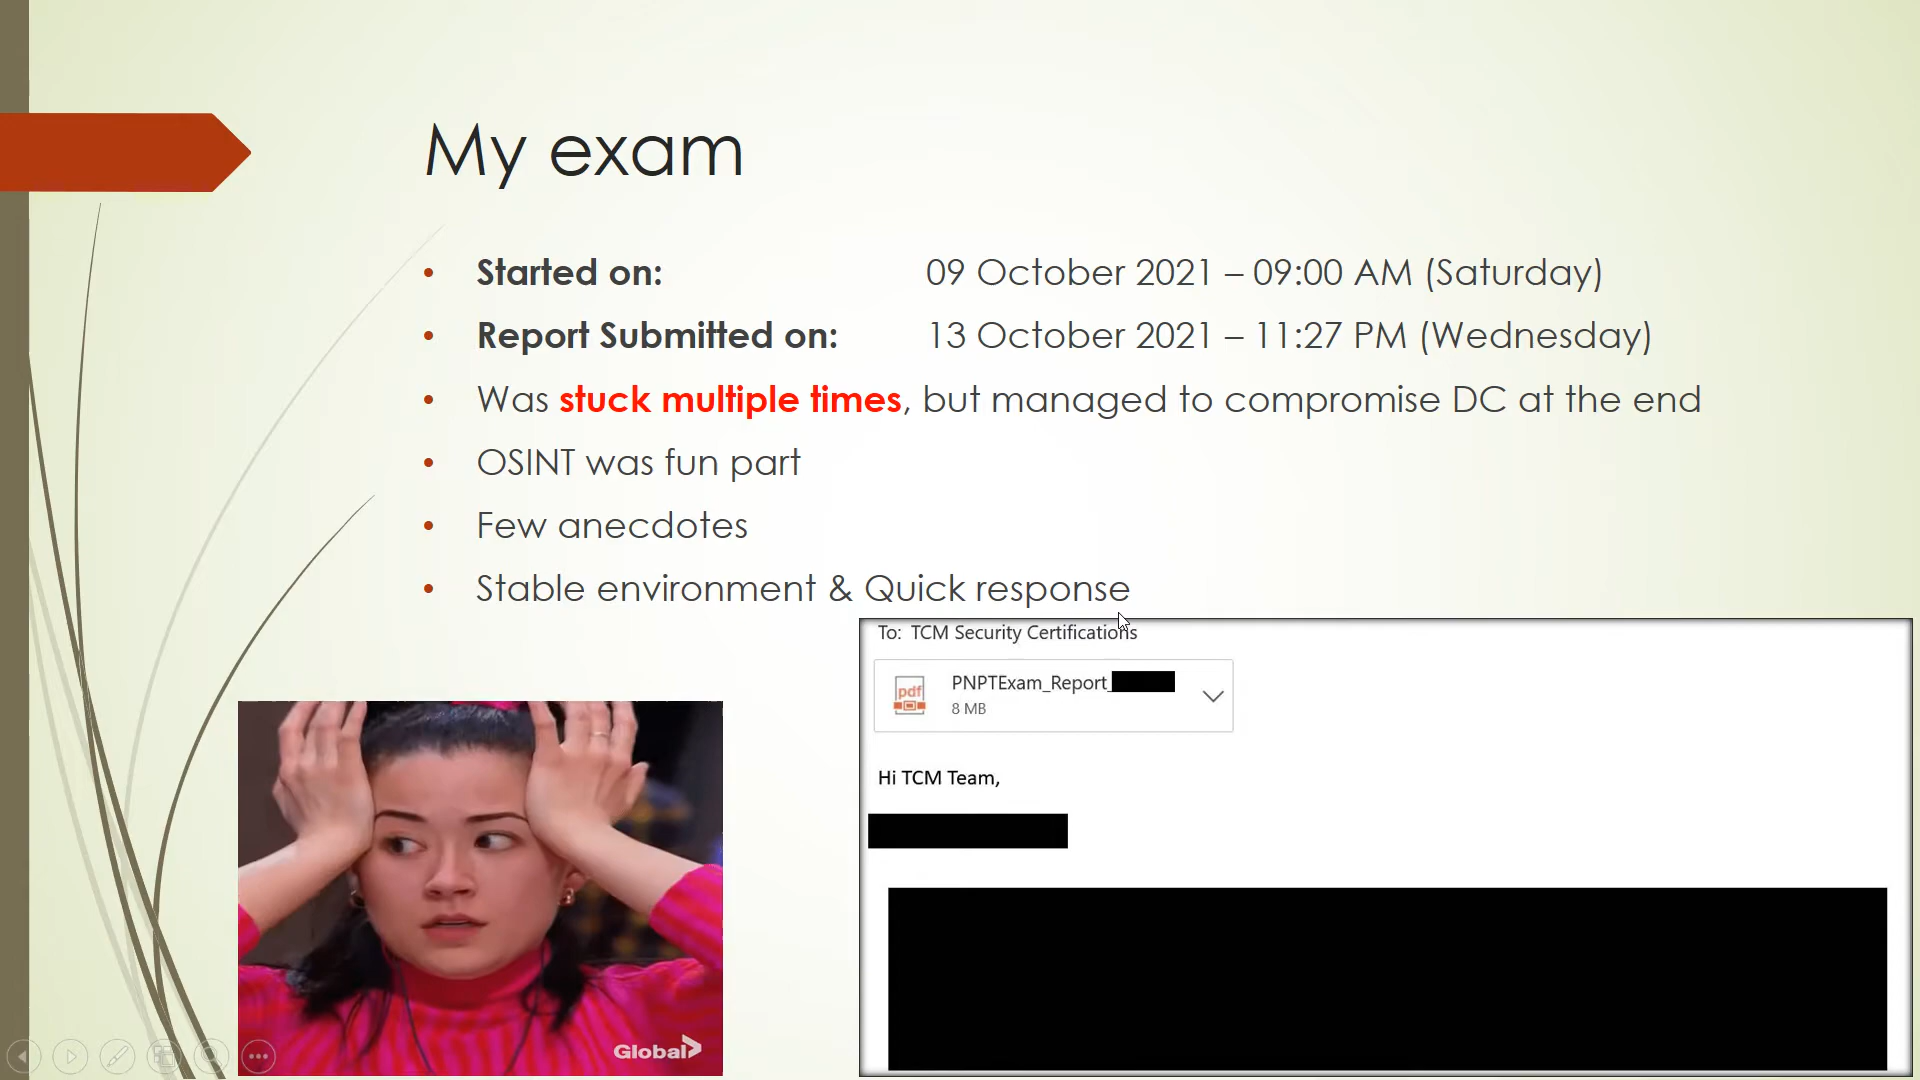 My exam
• Started on: 09 October 2021 – 09:00 AM (Saturday)
• Report Submitted on: 13 October 2021 – 11:27 PM (Wednesday)
• Was stuck multiple times, but managed to compromise DC at the end
• OSINT was fun part
• Few anecdotes
• Stable environment & Quick response
To: TCM Security Certifications
pdf
PNPTExam_Report_
8 MB
Hi TCM Team,
Global